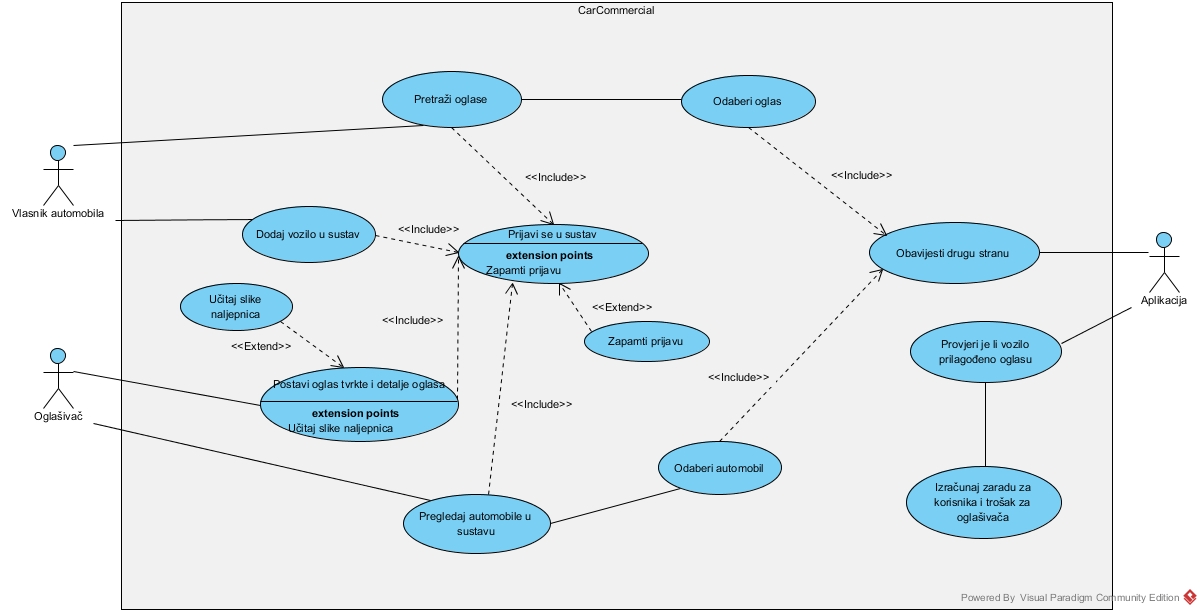 CarCommercial
Pretraži oglase
Odaberi oglas
<<Include>>
<<Include>>
Vlasnik automobila
Dodaj vozilo u sustav
<<Include>>
Prijavi se u sustav
extension points
Zapamti prijavu
Obavijesti drugu stranu
Aplikacija
Učitaj slike
naljepnica
<<Extend>>
<<Include>>
<<Extend>>
Zapamti prijavu
Provjeri je li vozilo
prilagođeno oglasu
Oglašivač
Postavi oglas tvrtke i detalje oglasa
extension points
Učitaj slike naljepnica
<<Include>>
<<Include>>
Odaberi automobil
Pregledaj automobile u
sustavu
Izračunaj zaradu za
korisnika i trošak za
oglašivača
Powered By Visual Paradigm Community Edition